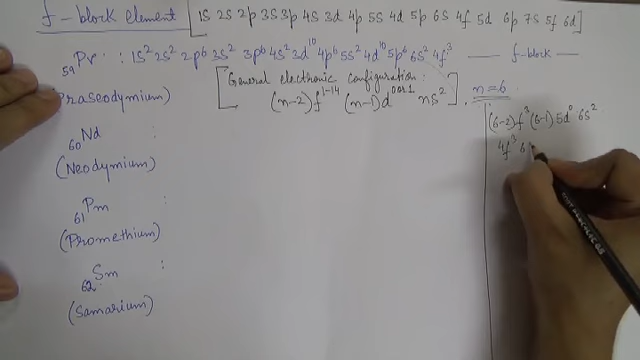 f-block element [1S 2S 2p 3S 3p 4S 3d 4p 5S 4d 5p 6S 4f 5d 6p 7S 5f 6d]
₅₉Pr : 1S² 2S² 2p⁶ 3S² 3p⁶ 4S² 3d¹⁰ 4p⁶ 5S² 4d¹⁰ 5p⁶ 6S² 4f³ — f-block —
(Praseodymium)
[General electronic configuration:
(n-2)f¹⁻¹⁴ (n-1)d⁰ ᵒʳ ¹ nS²], n=6
(6-2)f³ (6-1)5d⁰ 6S²
4f³ 6
₆₀Nd :
(Neodymium)
₆₁Pm :
(Promethium)
₆₂Sm :
(Samarium)